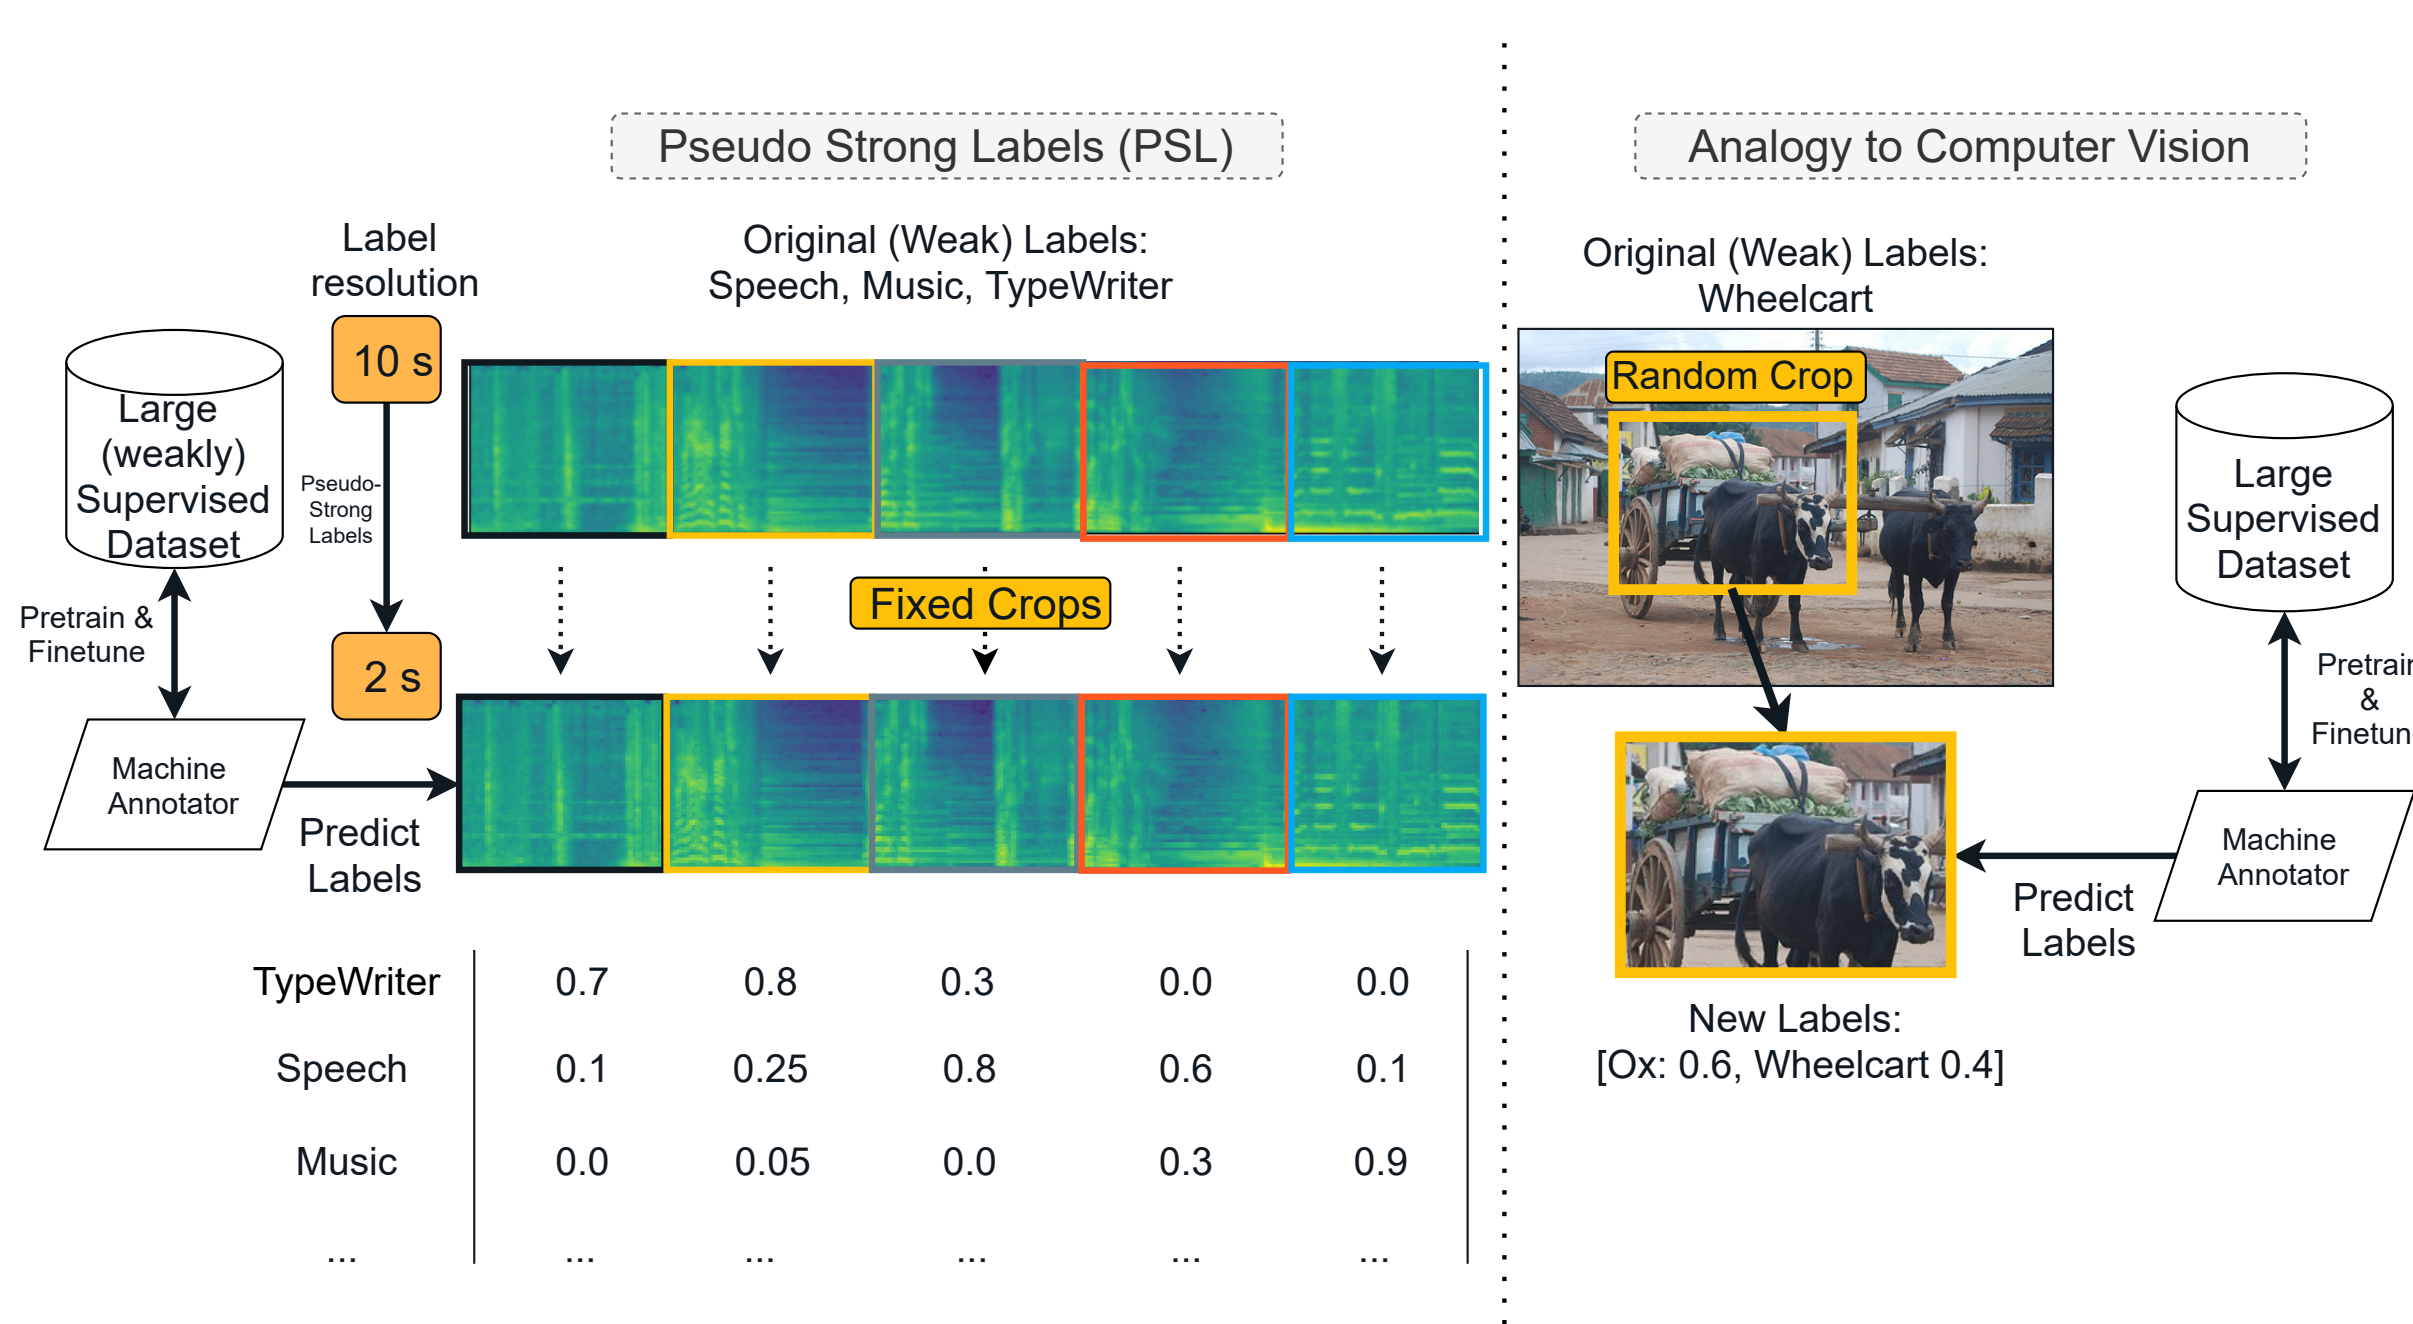 Pseudo Strong Labels (PSL)
Analogy to Computer Vision
Label
resolution
Original (Weak) Labels:
Speech, Music, TypeWriter
10 s
Pseudo-
Strong
Labels
2 s
Large
(weakly)
Supervised
Dataset
Pretrain &
Finetune
Machine
Annotator
Predict
Labels
Fixed Crops
TypeWriter 0.7 0.8 0.3 0.0 0.0
Speech 0.1 0.25 0.8 0.6 0.1
Music 0.0 0.05 0.0 0.3 0.9
... ... ... ... ... ...
Original (Weak) Labels:
Wheelcart
Random Crop
Large
Supervised
Dataset
Pretrain
&
Finetun
Machine
Annotator
Predict
Labels
New Labels:
[Ox: 0.6, Wheelcart 0.4]